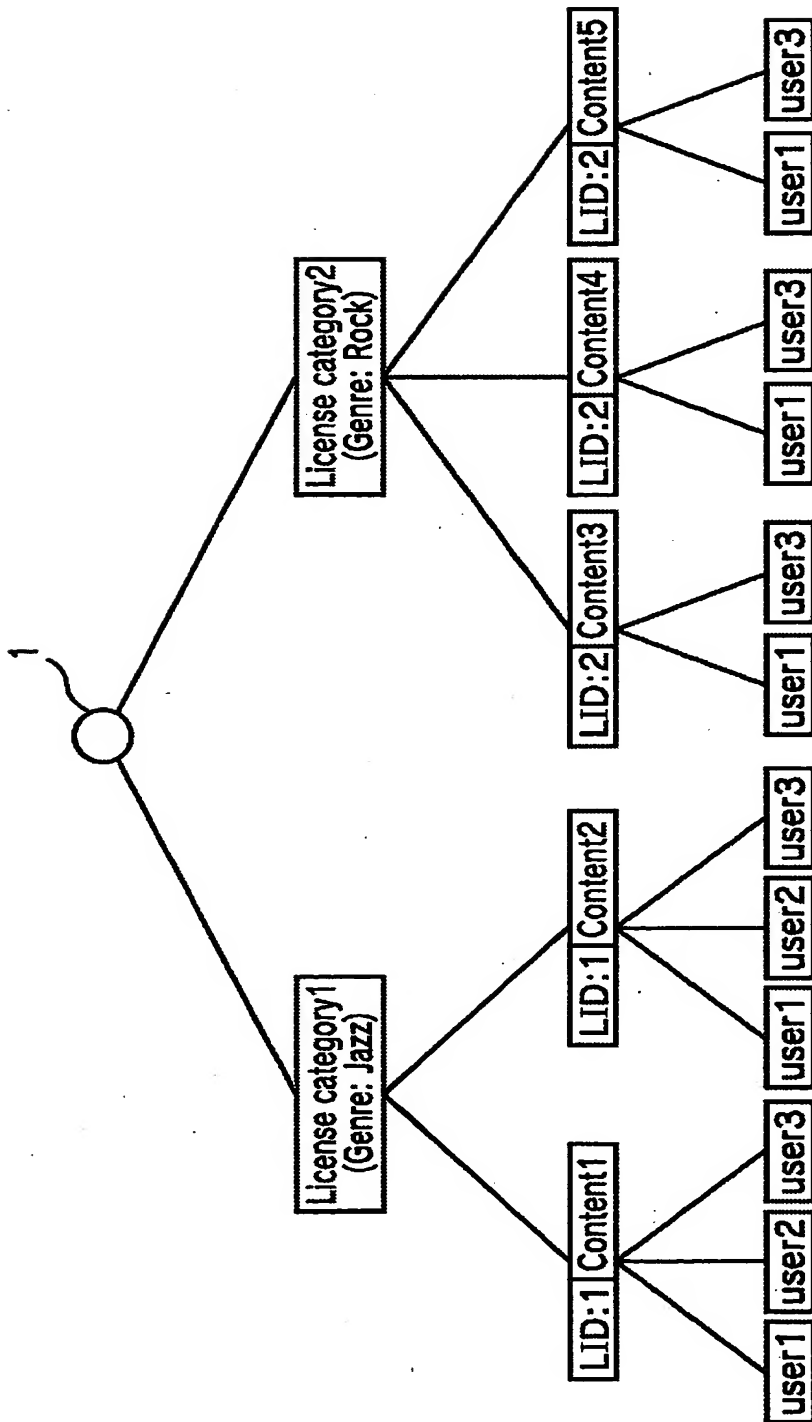 1
License category1
(Genre: Jazz)
License category2
(Genre: Rock)
LID:1 Content1
LID:1 Content2
LID:2 Content3
LID:2 Content4
LID:2 Content5
user1 user2 user3
user1 user2 user3
user1 user3
user1 user3
user1 user3